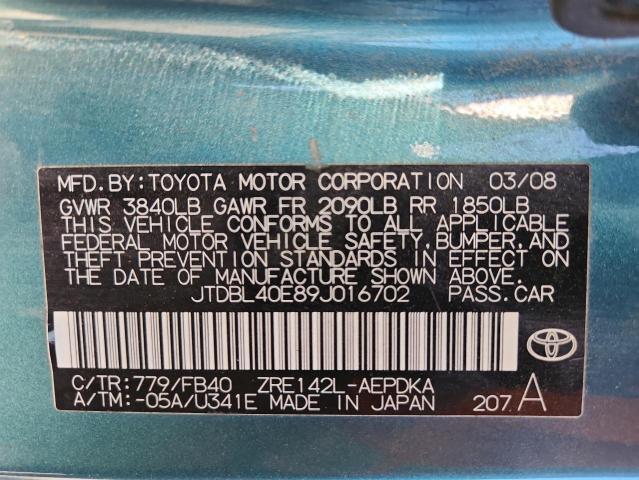 MFD. BY: TOYOTA MOTOR CORPORATION 03/08
GVWR 3840LB GAWR FR 2090LB RR 1850LB
THIS VEHICLE CONFORMS TO ALL APPLICABLE
FEDERAL MOTOR VEHICLE SAFETY, BUMPER, AND
THEFT PREVENTION STANDARDS IN EFFECT ON
THE DATE OF MANUFACTURE SHOWN ABOVE.
JTDBL40E89J016702 PASS. CAR
C/TR: 779/FB40 ZRE142L-AEPDKA
A/TM: -05A/U341E MADE IN JAPAN 207. A